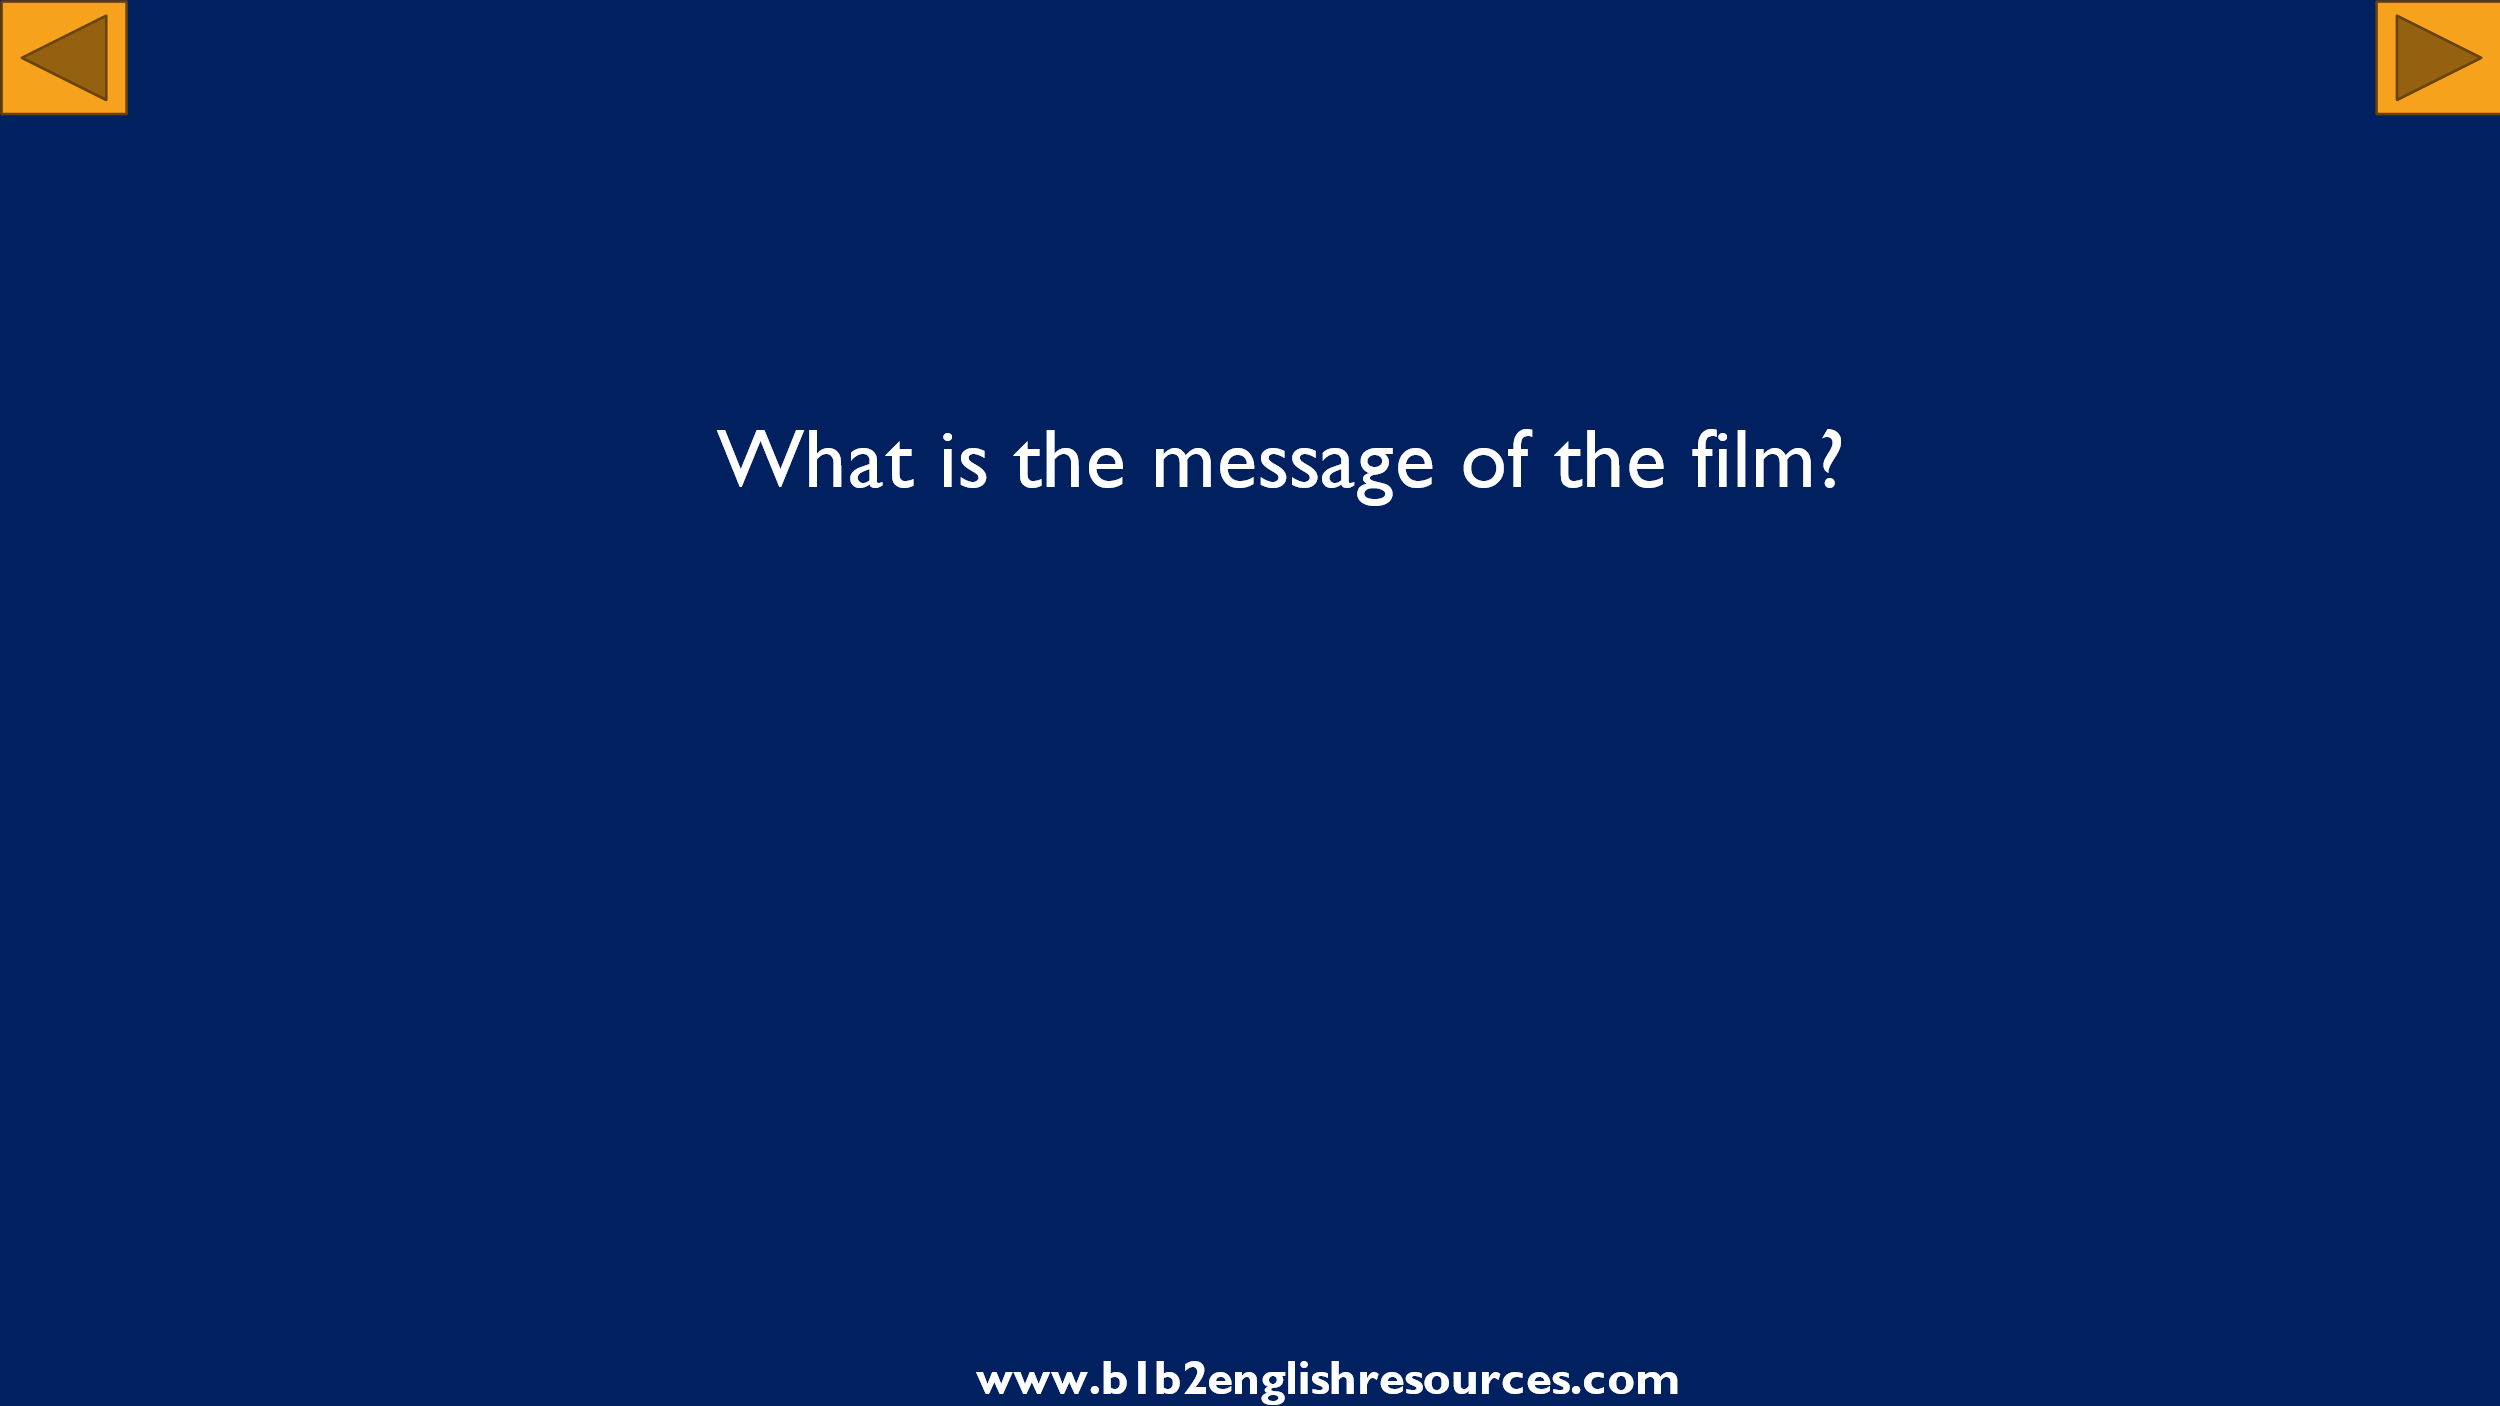 What is the message of the film?
www.b1b2englishresources.com